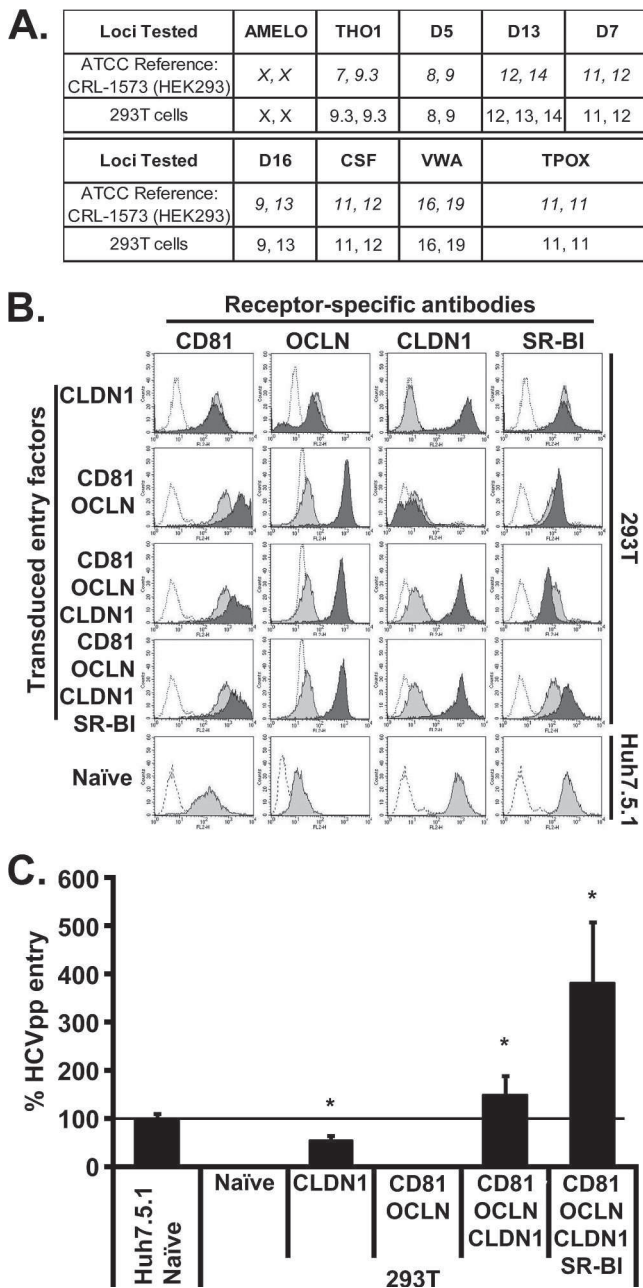 A.
Loci Tested AMELO THO1 D5 D13 D7
ATCC Reference: CRL-1573 (HEK293) X, X 7, 9.3 8, 9 12, 14 11, 12
293T cells X, X 9.3, 9.3 8, 9 12, 13, 14 11, 12
Loci Tested D16 CSF VWA TPOX
ATCC Reference: CRL-1573 (HEK293) 9, 13 11, 12 16, 19 11, 11
293T cells 9, 13 11, 12 16, 19 11, 11
B.
Receptor-specific antibodies
CD81 OCLN CLDN1 SR-BI
Transduced entry factors
CLDN1
CD81
OCLN
CD81
OCLN
CLDN1
CD81
OCLN
CLDN1
SR-BI
Naïve
293T
Huh7.5.1
Counts
FL2-H
C.
% HCVpp entry
600
500
400
300
200
100
0
*
*
*
Huh7.5.1
Naïve
Naïve
CLDN1
CD81
OCLN
CD81
OCLN
CLDN1
CD81
OCLN
CLDN1
SR-BI
293T